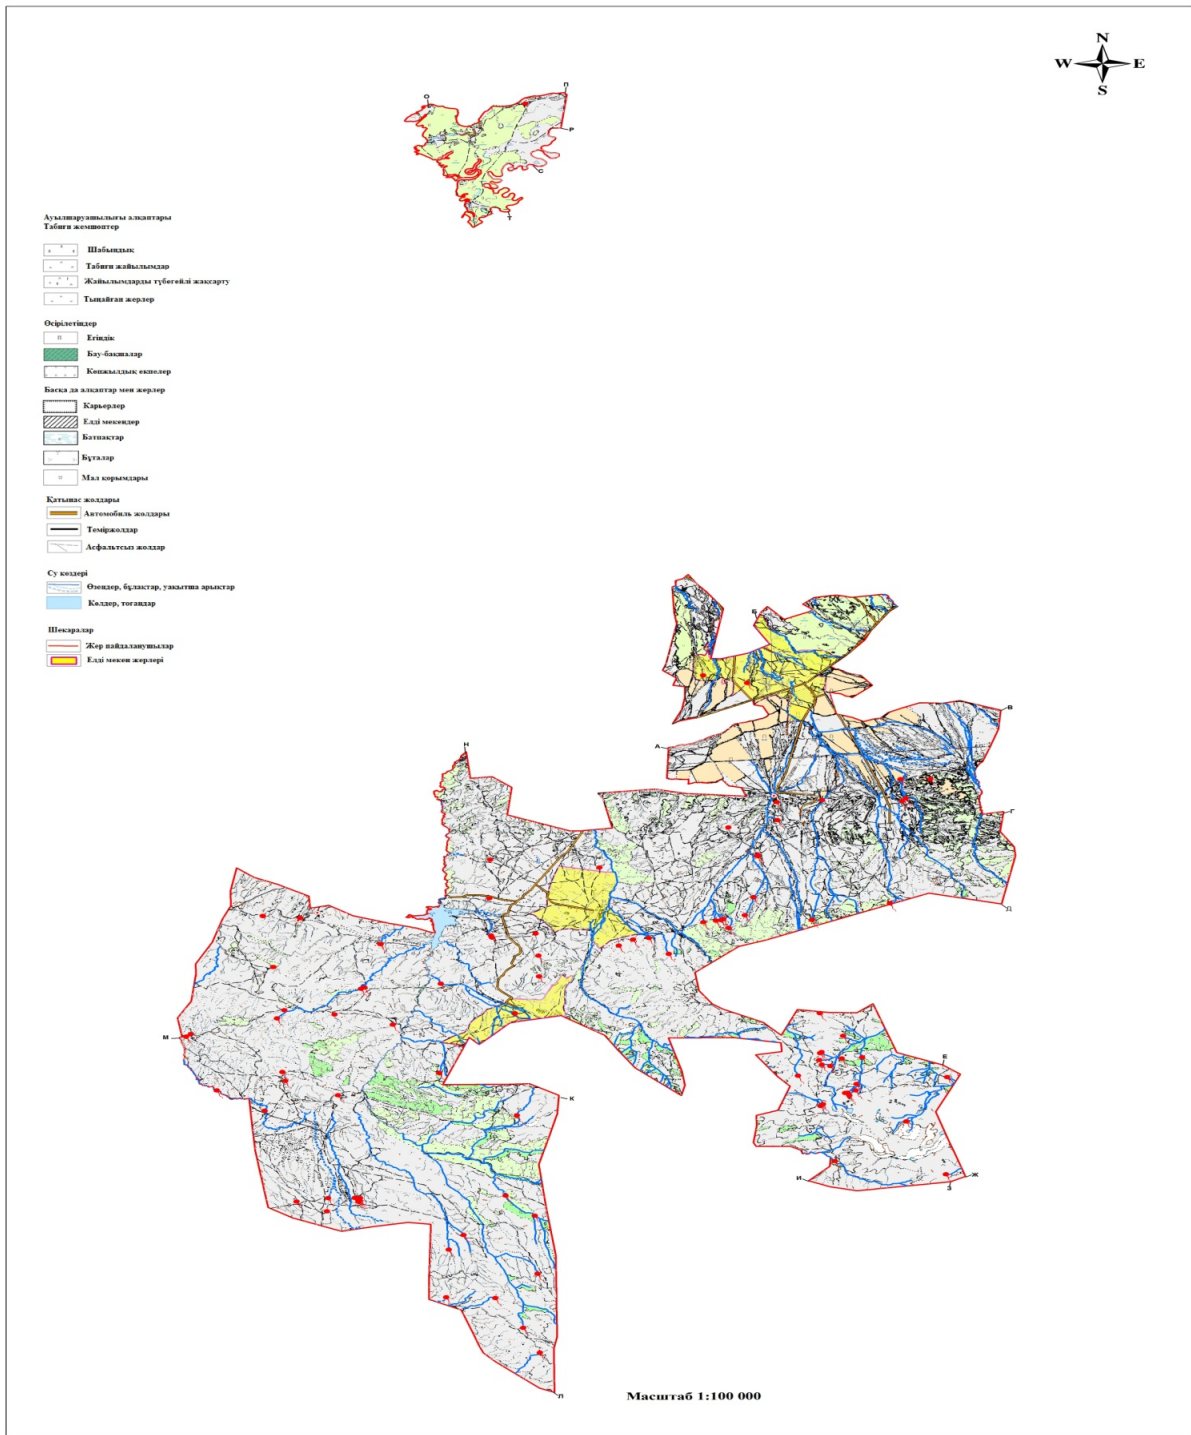 N
W E
S
П
О
Р
С
Т
Ауылшаруашылығы алқаптары
Табиғи жемшөптер
Шабындық
Табиғи жайылымдар
Жайылымдарды түбегейлі жақсарту
Тыңайған жерлер
Өсірілетіндер
Егіндік
Бау-бақшалар
Көпжылдық екпелер
Басқа да алқаптар мен жерлер
Карьерлер
Елді мекендер
Батпақтар
Бұталар
Мал қорымдары
Қатынас жолдары
Автомобиль жолдары
Теміржолдар
Асфальтсыз жолдар
Су көздері
Өзендер, бұлақтар, уақытша арықтар
Көлдер, тоғандар
Шекаралар
Жер пайдаланушылар
Елді мекен жерлері
Б
В
А
Н
Г
Д
М
Е
К
И
Ж
З
Л
Масштаб 1:100 000